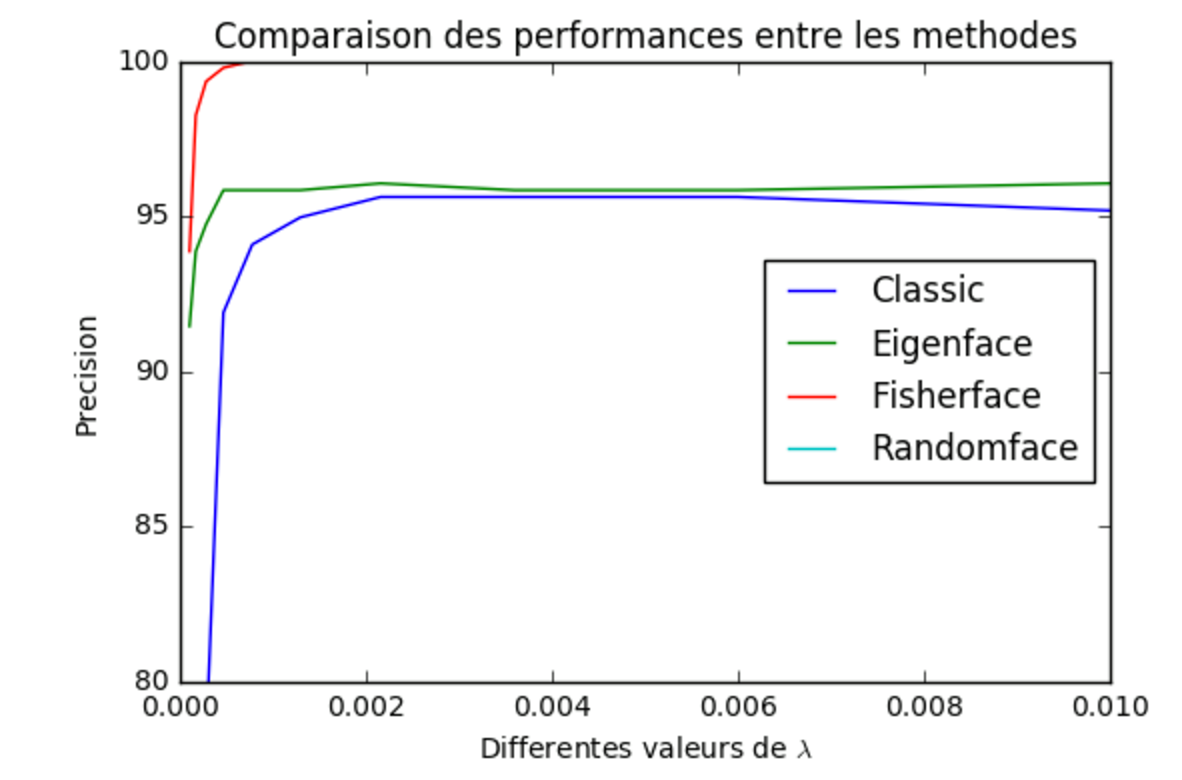 Comparaison des performances entre les methodes
100
95
90
85
80
Precision
Classic
Eigenface
Fisherface
Randomface
0.000 0.002 0.004 0.006 0.008 0.010
Differentes valeurs de λ